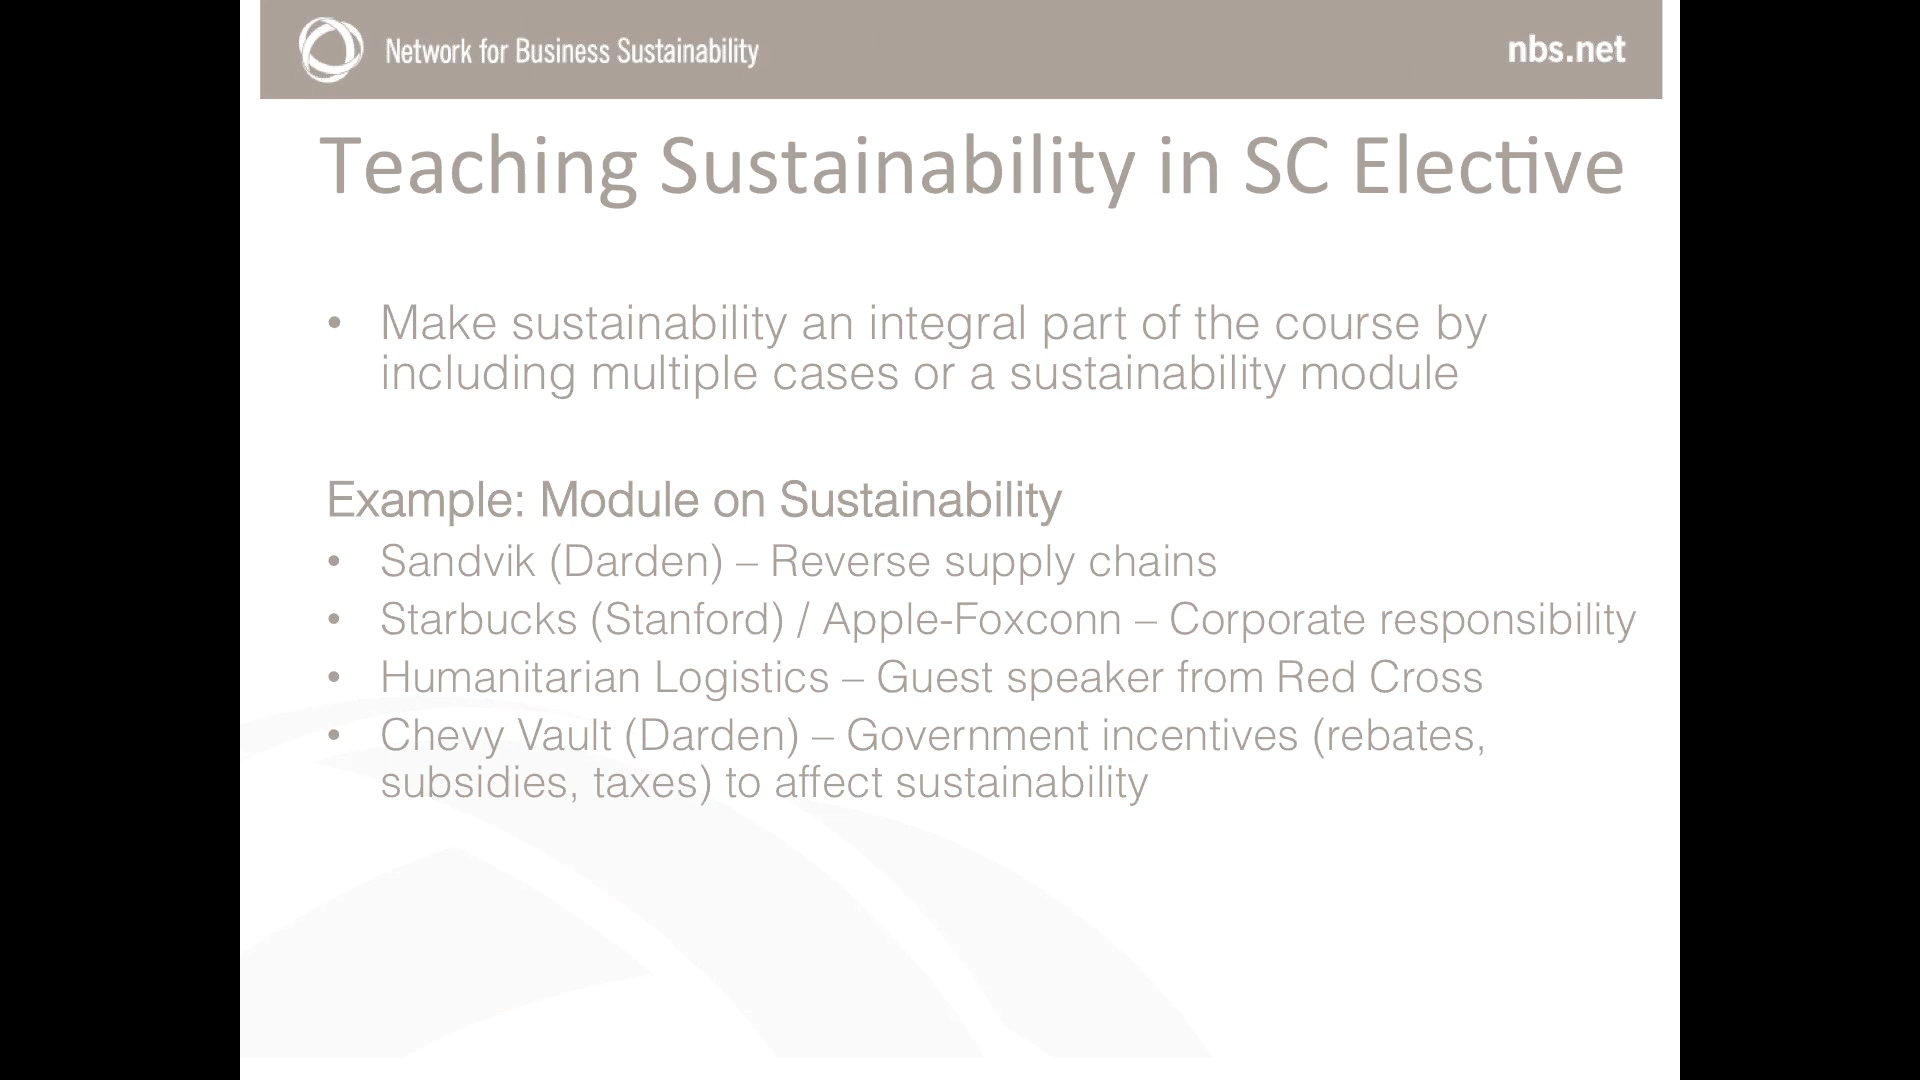 Network for Business Sustainability
nbs.net
Teaching Sustainability in SC Elective
• Make sustainability an integral part of the course by
including multiple cases or a sustainability module
Example: Module on Sustainability
• Sandvik (Darden) – Reverse supply chains
• Starbucks (Stanford) / Apple-Foxconn – Corporate responsibility
• Humanitarian Logistics – Guest speaker from Red Cross
• Chevy Vault (Darden) – Government incentives (rebates,
subsidies, taxes) to affect sustainability